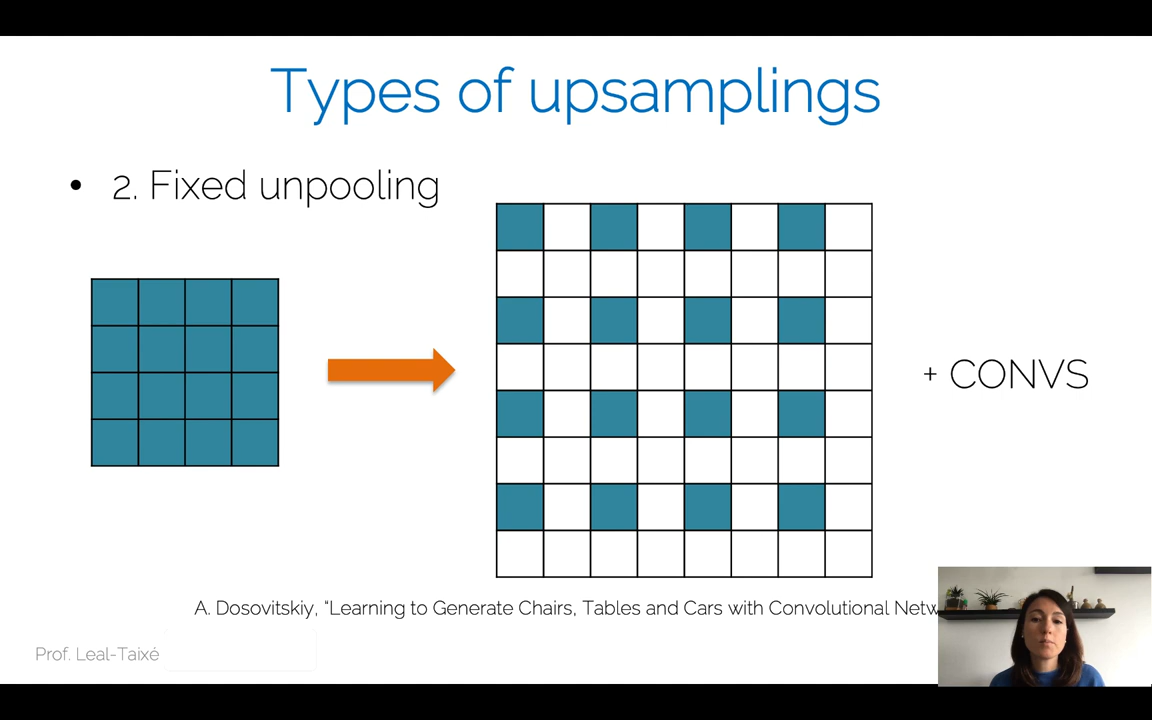 Types of upsamplings
• 2. Fixed unpooling
+ CONVS
A. Dosovitskiy, “Learning to Generate Chairs, Tables and Cars with Convolutional
Prof. Leal-Taixé